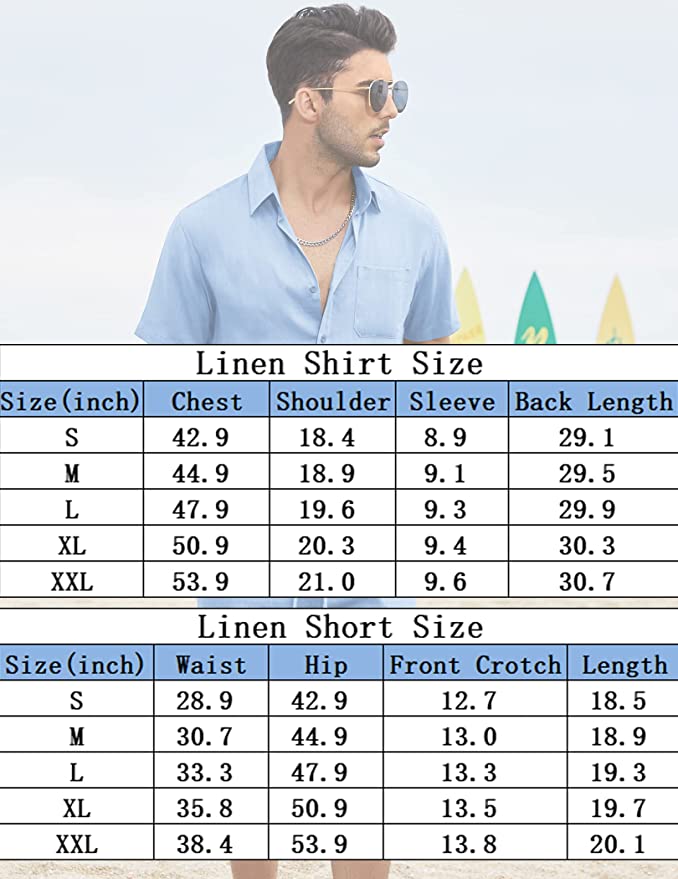 Linen Shirt Size
Size(inch) Chest Shoulder Sleeve Back Length
S 42.9 18.4 8.9 29.1
M 44.9 18.9 9.1 29.5
L 47.9 19.6 9.3 29.9
XL 50.9 20.3 9.4 30.3
XXL 53.9 21.0 9.6 30.7
Linen Short Size
Size(inch) Waist Hip Front Crotch Length
S 28.9 42.9 12.7 18.5
M 30.7 44.9 13.0 18.9
L 33.3 47.9 13.3 19.3
XL 35.8 50.9 13.5 19.7
XXL 38.4 53.9 13.8 20.1